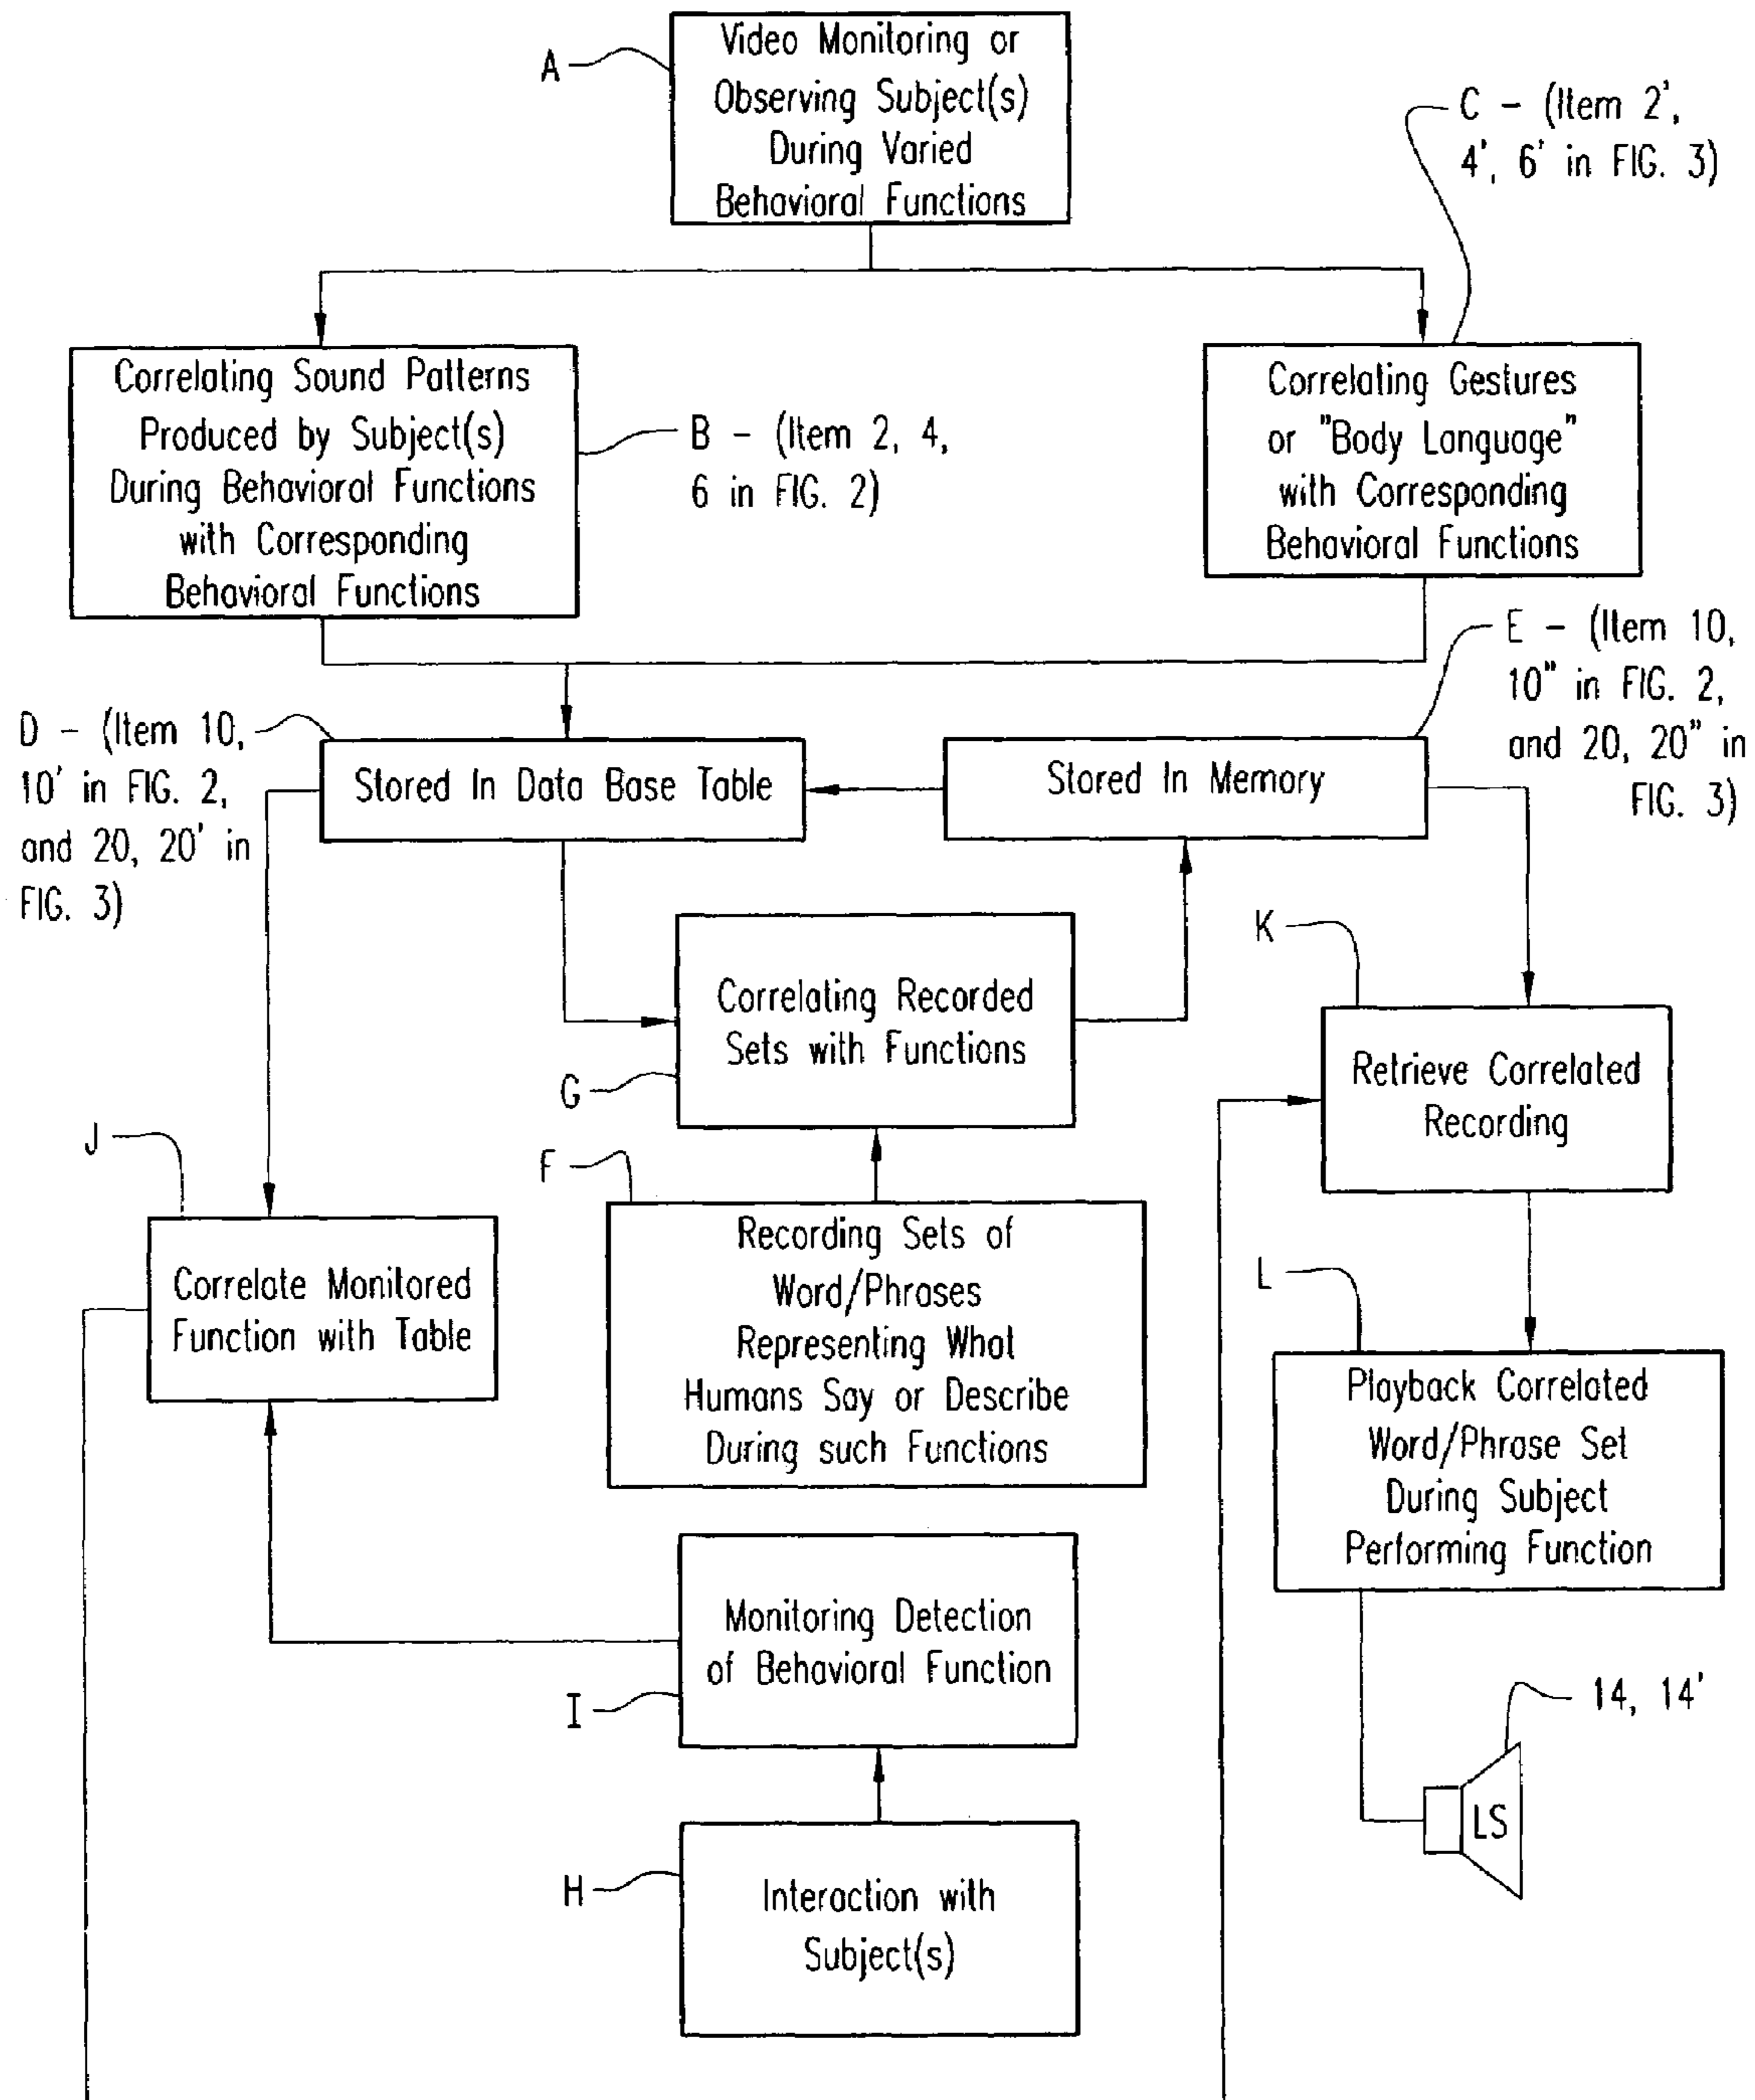 A
Video Monitoring or
Observing Subject(s)
During Varied
Behavioral Functions
C - (Item 2',
4', 6' in FIG. 3)
Correlating Sound Patterns
Produced by Subject(s)
During Behavioral Functions
with Corresponding
Behavioral Functions
B - (Item 2, 4,
6 in FIG. 2)
Correlating Gestures
or "Body Language"
with Corresponding
Behavioral Functions
D - (Item 10,
10' in FIG. 2,
and 20, 20' in
FIG. 3)
Stored In Data Base Table
Stored In Memory
E - (Item 10,
10" in FIG. 2,
and 20, 20" in
FIG. 3)
Correlating Recorded
Sets with Functions
G
K
Retrieve Correlated
Recording
J
Correlate Monitored
Function with Table
F
Recording Sets of
Word/Phrases
Representing What
Humans Say or Describe
During such Functions
L
Playback Correlated
Word/Phrase Set
During Subject
Performing Function
Monitoring Detection
of Behavioral Function
I
14, 14'
LS
H
Interaction with
Subject(s)